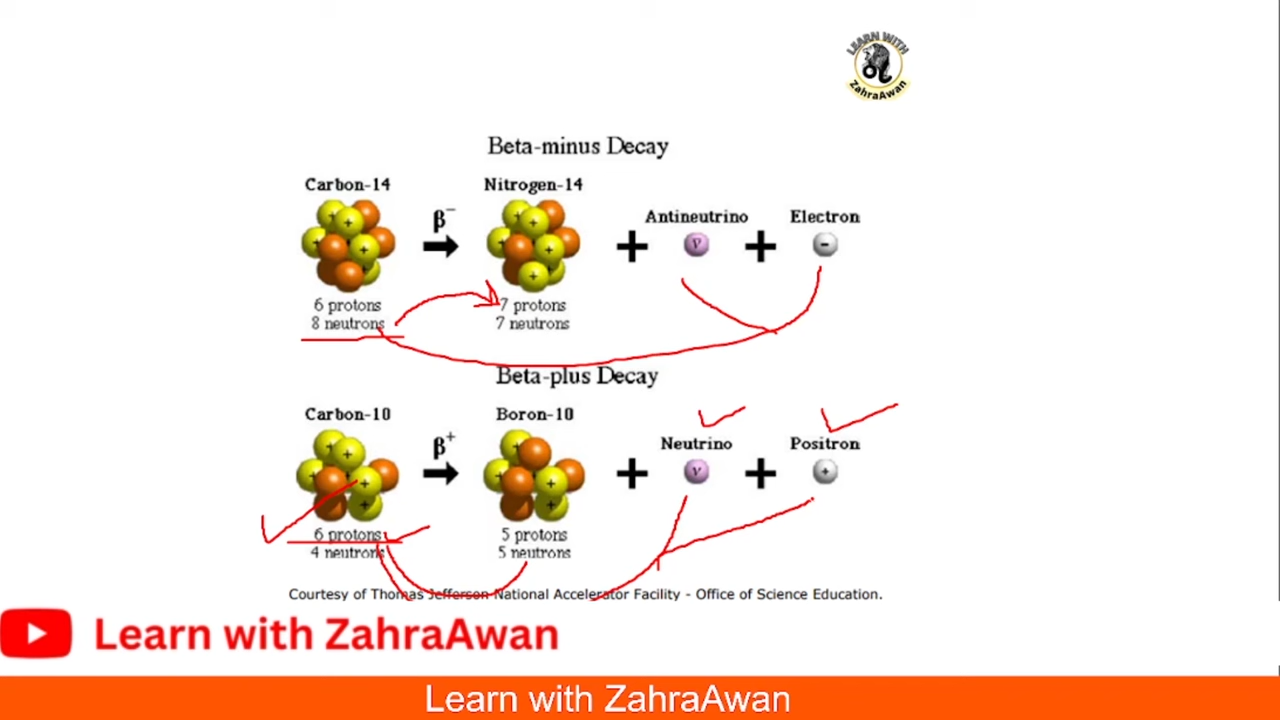 LEARN WITH
ZahraAwan
Beta-minus Decay
Carbon-14
β⁻
Nitrogen-14
Antineutrino
Electron
+
ν
+
-
6 protons
8 neutrons
7 protons
7 neutrons
Beta-plus Decay
Carbon-10
β⁺
Boron-10
Neutrino
Positron
+
ν
+
+
6 protons
4 neutrons
5 protons
5 neutrons
Courtesy of Thomas Jefferson National Accelerator Facility - Office of Science Education.
Learn with ZahraAwan
Learn with ZahraAwan